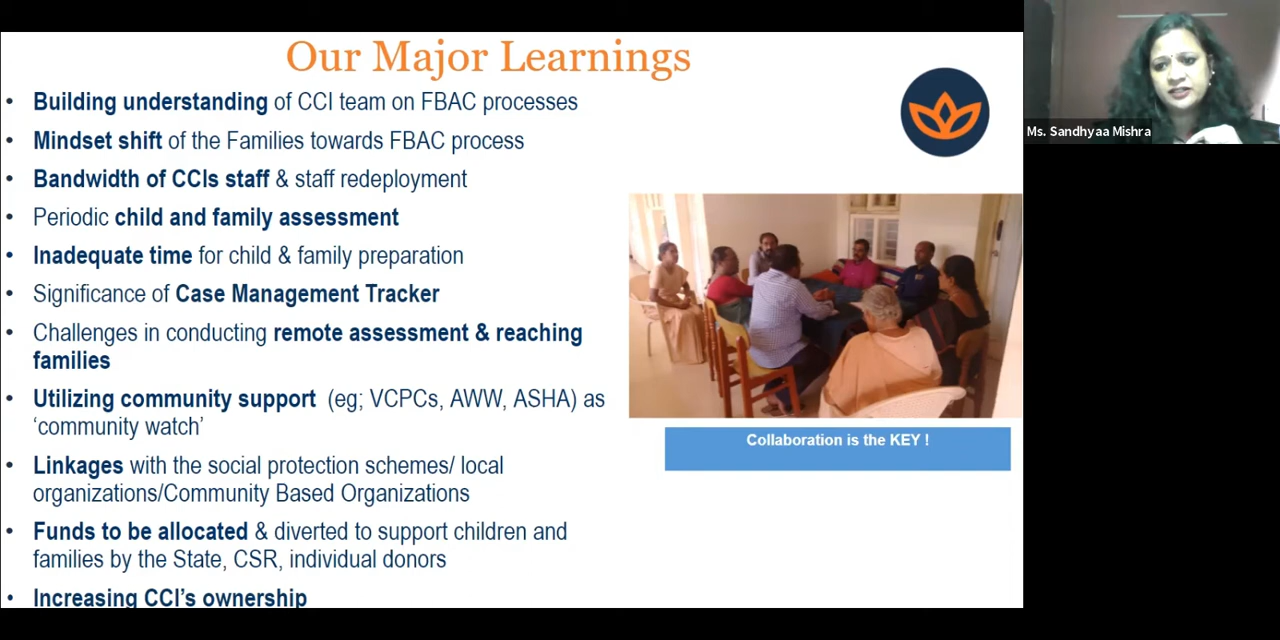 Our Major Learnings
• Building understanding of CCI team on FBAC processes
• Mindset shift of the Families towards FBAC process
• Bandwidth of CCIs staff & staff redeployment
• Periodic child and family assessment
• Inadequate time for child & family preparation
• Significance of Case Management Tracker
• Challenges in conducting remote assessment & reaching
families
• Utilizing community support (eg; VCPCs, AWW, ASHA) as
‘community watch’
• Linkages with the social protection schemes/ local
organizations/Community Based Organizations
• Funds to be allocated & diverted to support children and
families by the State, CSR, individual donors
• Increasing CCI’s ownership
Collaboration is the KEY !
Ms. Sandhyaa Mishra